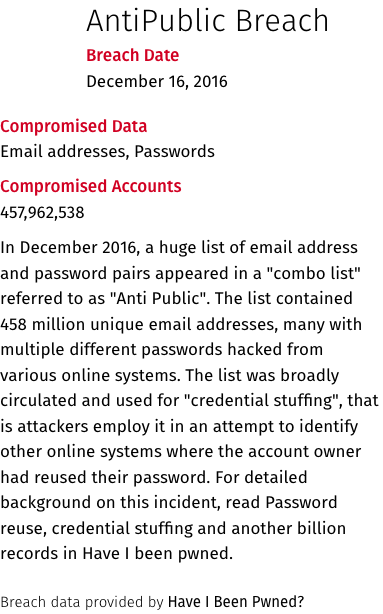 AntiPublic Breach
Breach Date
December 16, 2016
Compromised Data
Email addresses, Passwords
Compromised Accounts
457,962,538
In December 2016, a huge list of email address
and password pairs appeared in a "combo list"
referred to as "Anti Public". The list contained
458 million unique email addresses, many with
multiple different passwords hacked from
various online systems. The list was broadly
circulated and used for "credential stuffing", that
is attackers employ it in an attempt to identify
other online systems where the account owner
had reused their password. For detailed
background on this incident, read Password
reuse, credential stuffing and another billion
records in Have I been pwned.
Breach data provided by Have I Been Pwned?